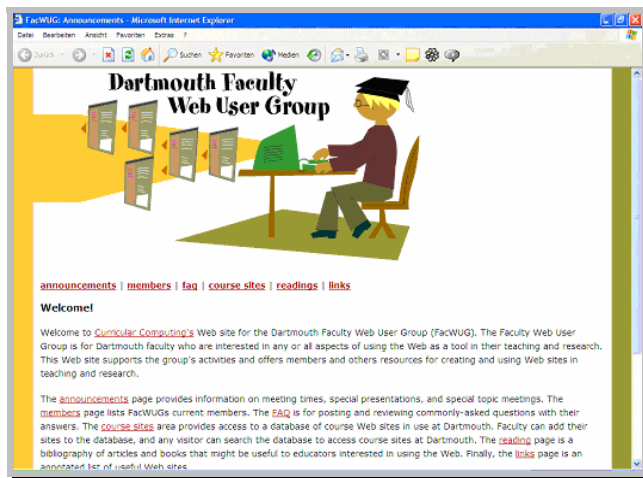 FacWUG: Announcements - Microsoft Internet Explorer
Datei Bearbeiten Ansicht Favoriten Extras ?
Zurück Suchen Favoriten Medien
Dartmouth Faculty
Web User Group
announcements | members | faq | course sites | readings | links
Welcome!
Welcome to Curricular Computing's Web site for the Dartmouth Faculty Web User Group (FacWUG). The Faculty Web User
Group is for Dartmouth faculty who are interested in any or all aspects of using the Web as a tool in their teaching and research.
This Web site supports the group's activities and offers members and others resources for creating and using Web sites in
teaching and research.
The announcements page provides information on meeting times, special presentations, and special topic meetings. The
members page lists FacWUGs current members. The FAQ is for posting and reviewing commonly-asked questions with their
answers. The course sites area provides access to a database of course Web sites in use at Dartmouth. Faculty can add their
sites to the database, and any visitor can search the database to access course sites at Dartmouth. The reading page is a
bibliography of articles and books that might be useful to educators interested in using the Web. Finally, the links page is an
annotated list of useful Web sites.